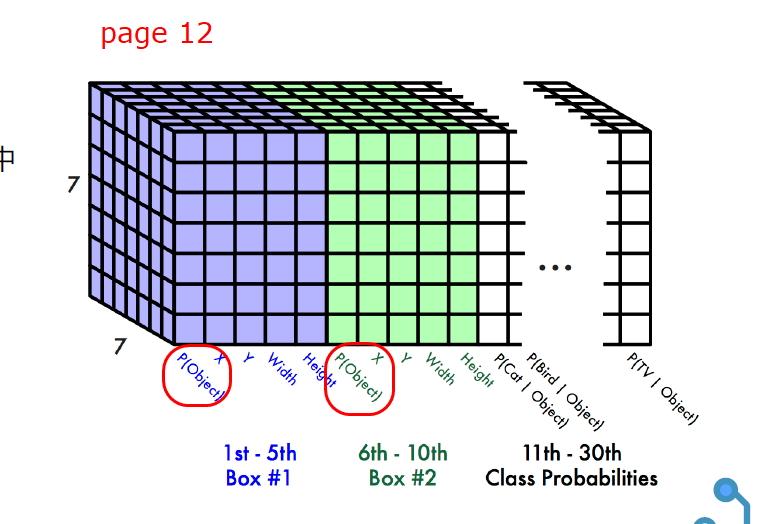 page 12
中
7
7
P(Object)
X
Y
Width
Height
P(Object)
X
Y
Width
Height
P(Cat | Object)
P(Bird | Object)
P(TV | Object)
...
1st - 5th
Box #1
6th - 10th
Box #2
11th - 30th
Class Probabilities